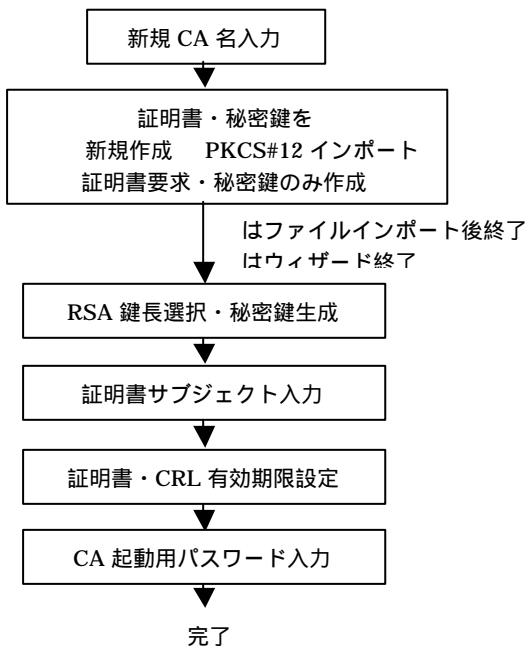 新規 CA 名入力
証明書・秘密鍵を
新規作成 PKCS#12 インポート
証明書要求・秘密鍵のみ作成
はファイルインポート後終了
はウィザード終了
RSA 鍵長選択・秘密鍵生成
証明書サブジェクト入力
証明書・CRL 有効期限設定
CA 起動用パスワード入力
完了